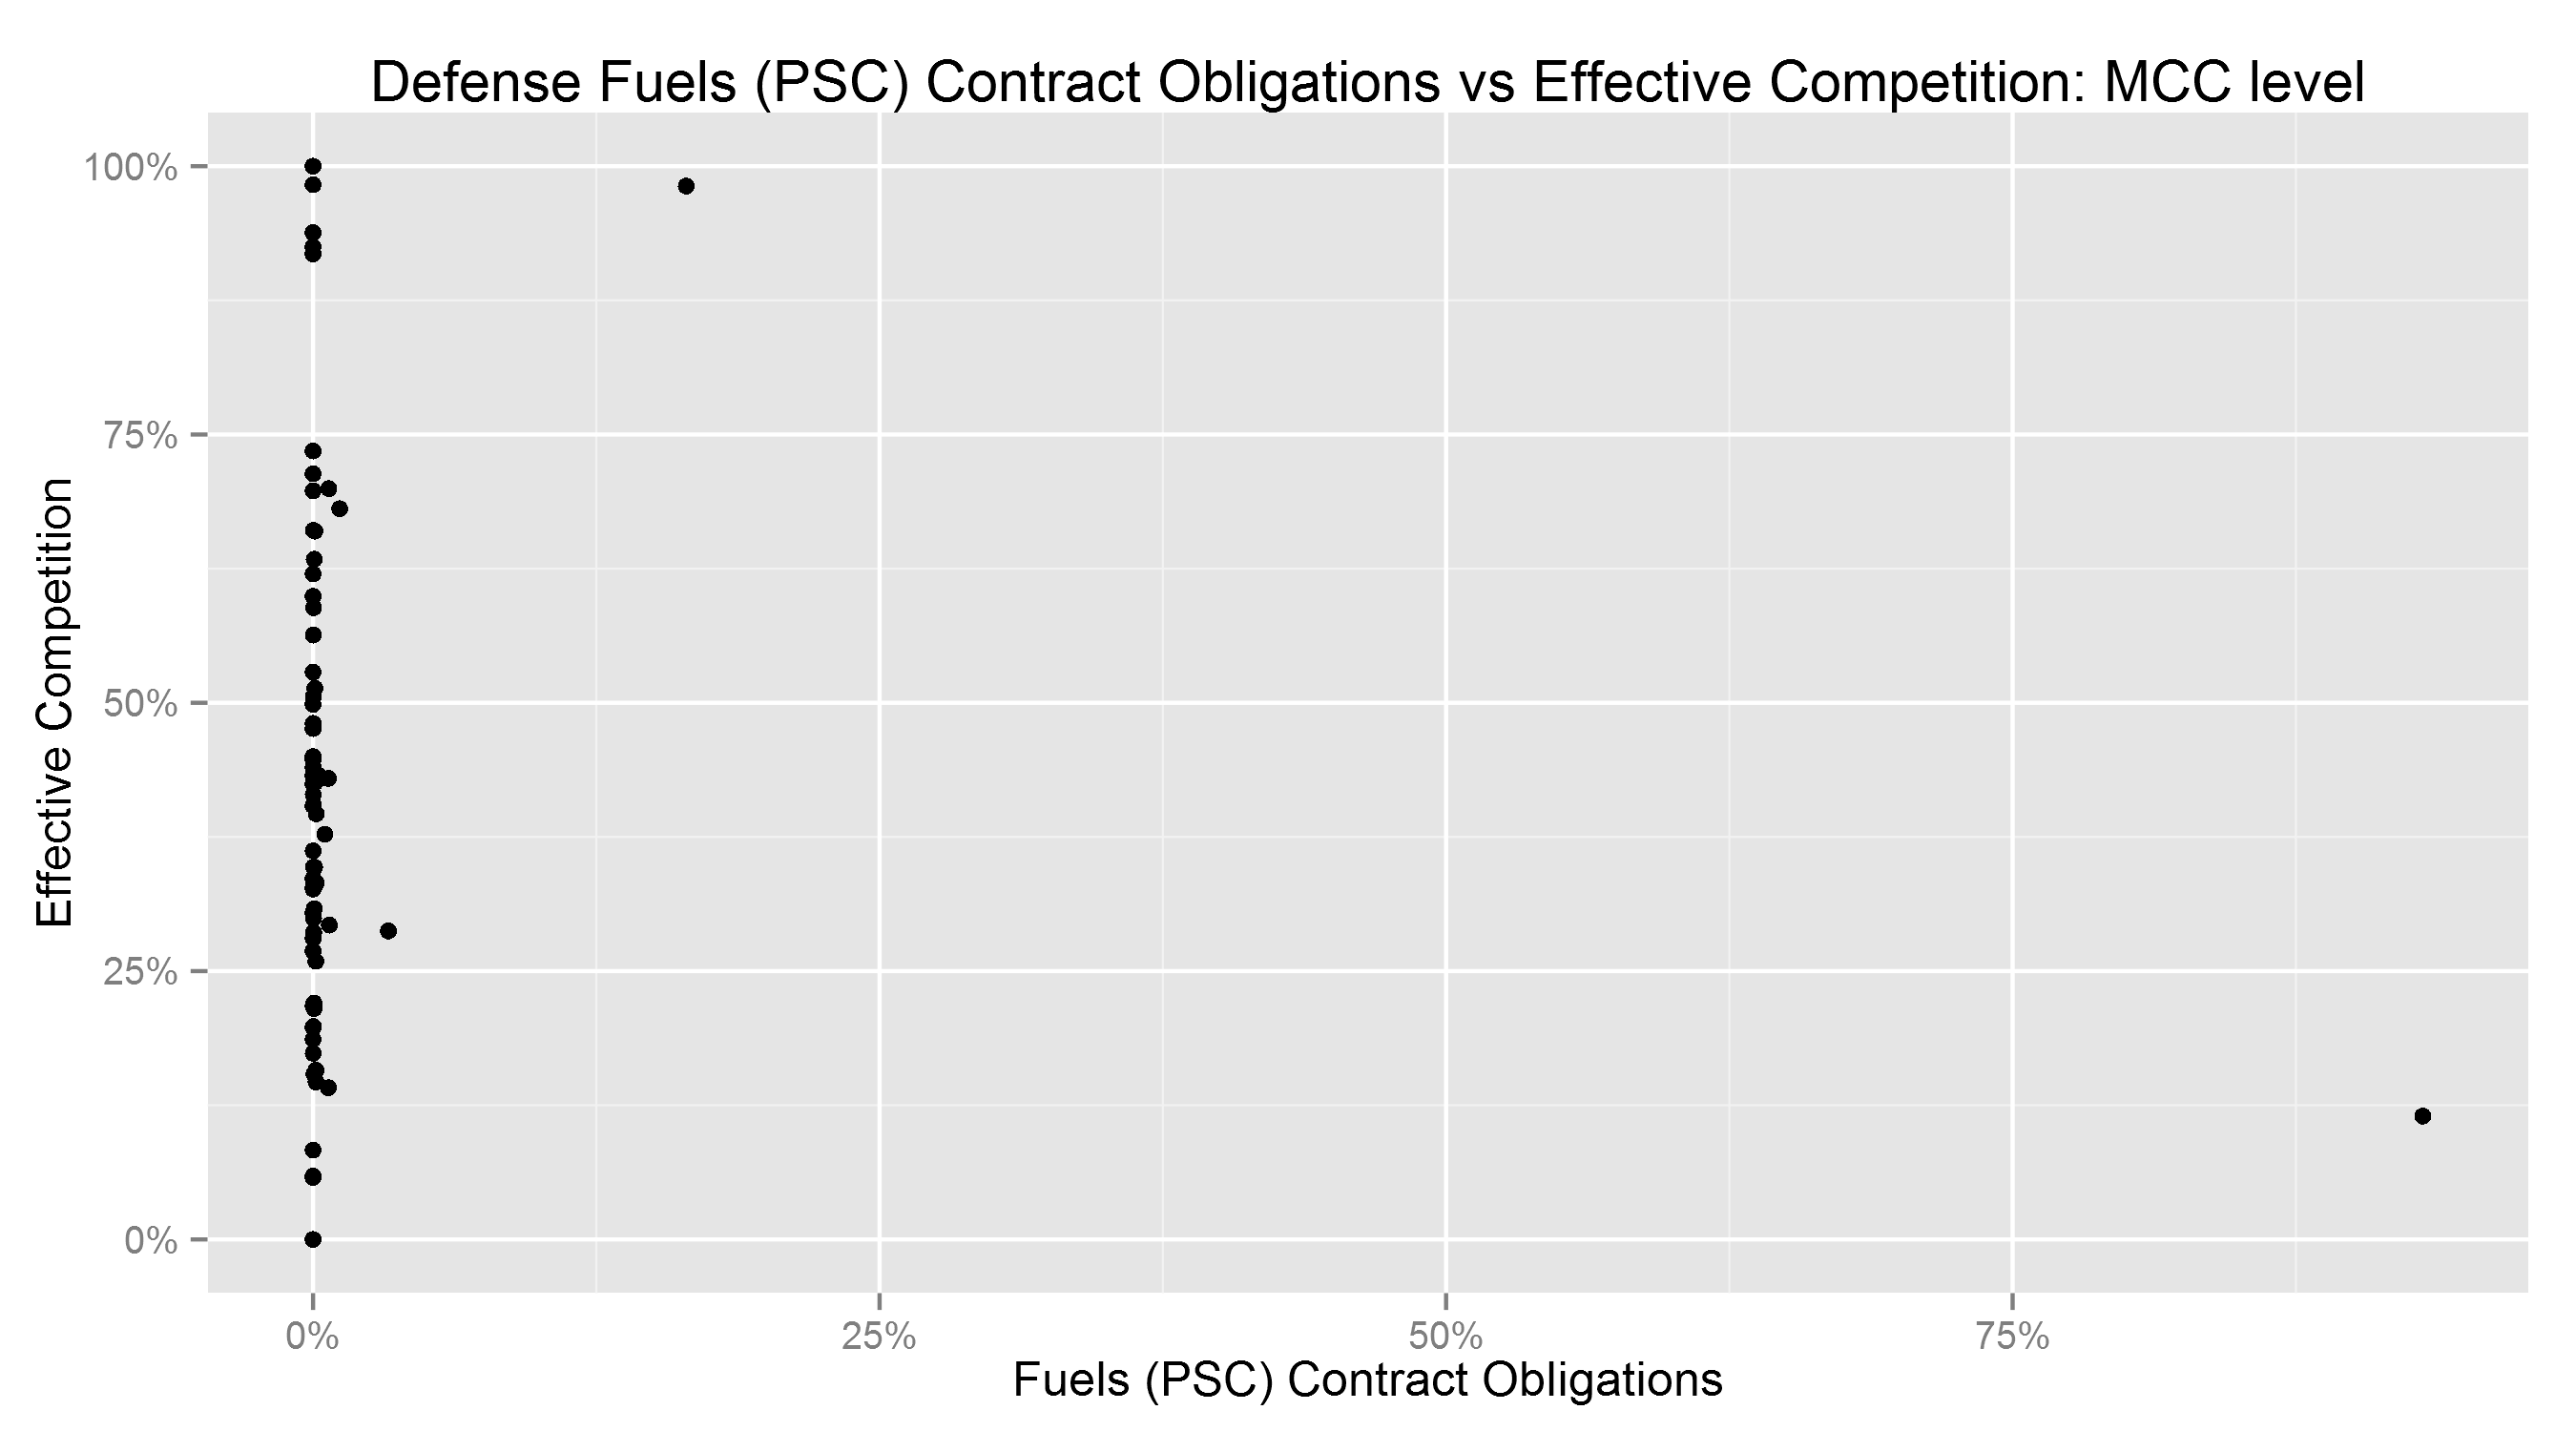 Defense Fuels (PSC) Contract Obligations vs Effective Competition: MCC level
Effective Competition
100%
75%
50%
25%
0%
0% 25% 50% 75%
Fuels (PSC) Contract Obligations